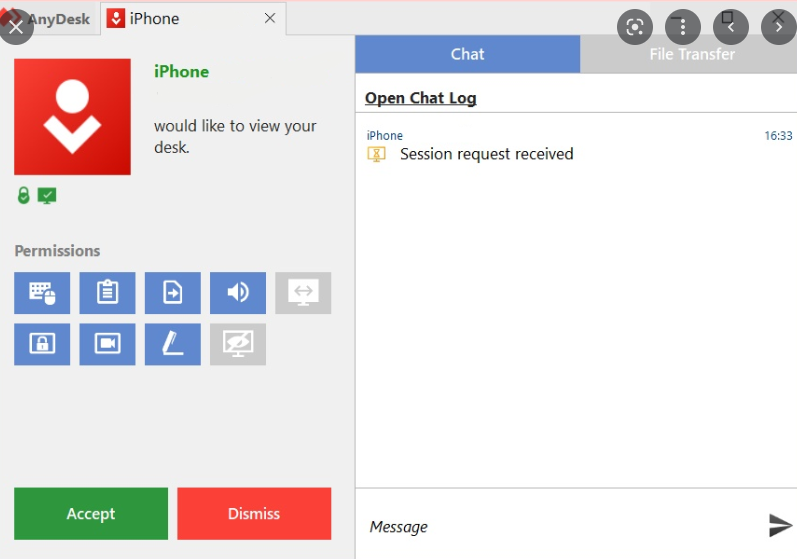 AnyDesk
iPhone
iPhone
would like to view your
desk.
Permissions
Accept
Dismiss
Chat
File Transfer
Open Chat Log
iPhone
16:33
Session request received
Message